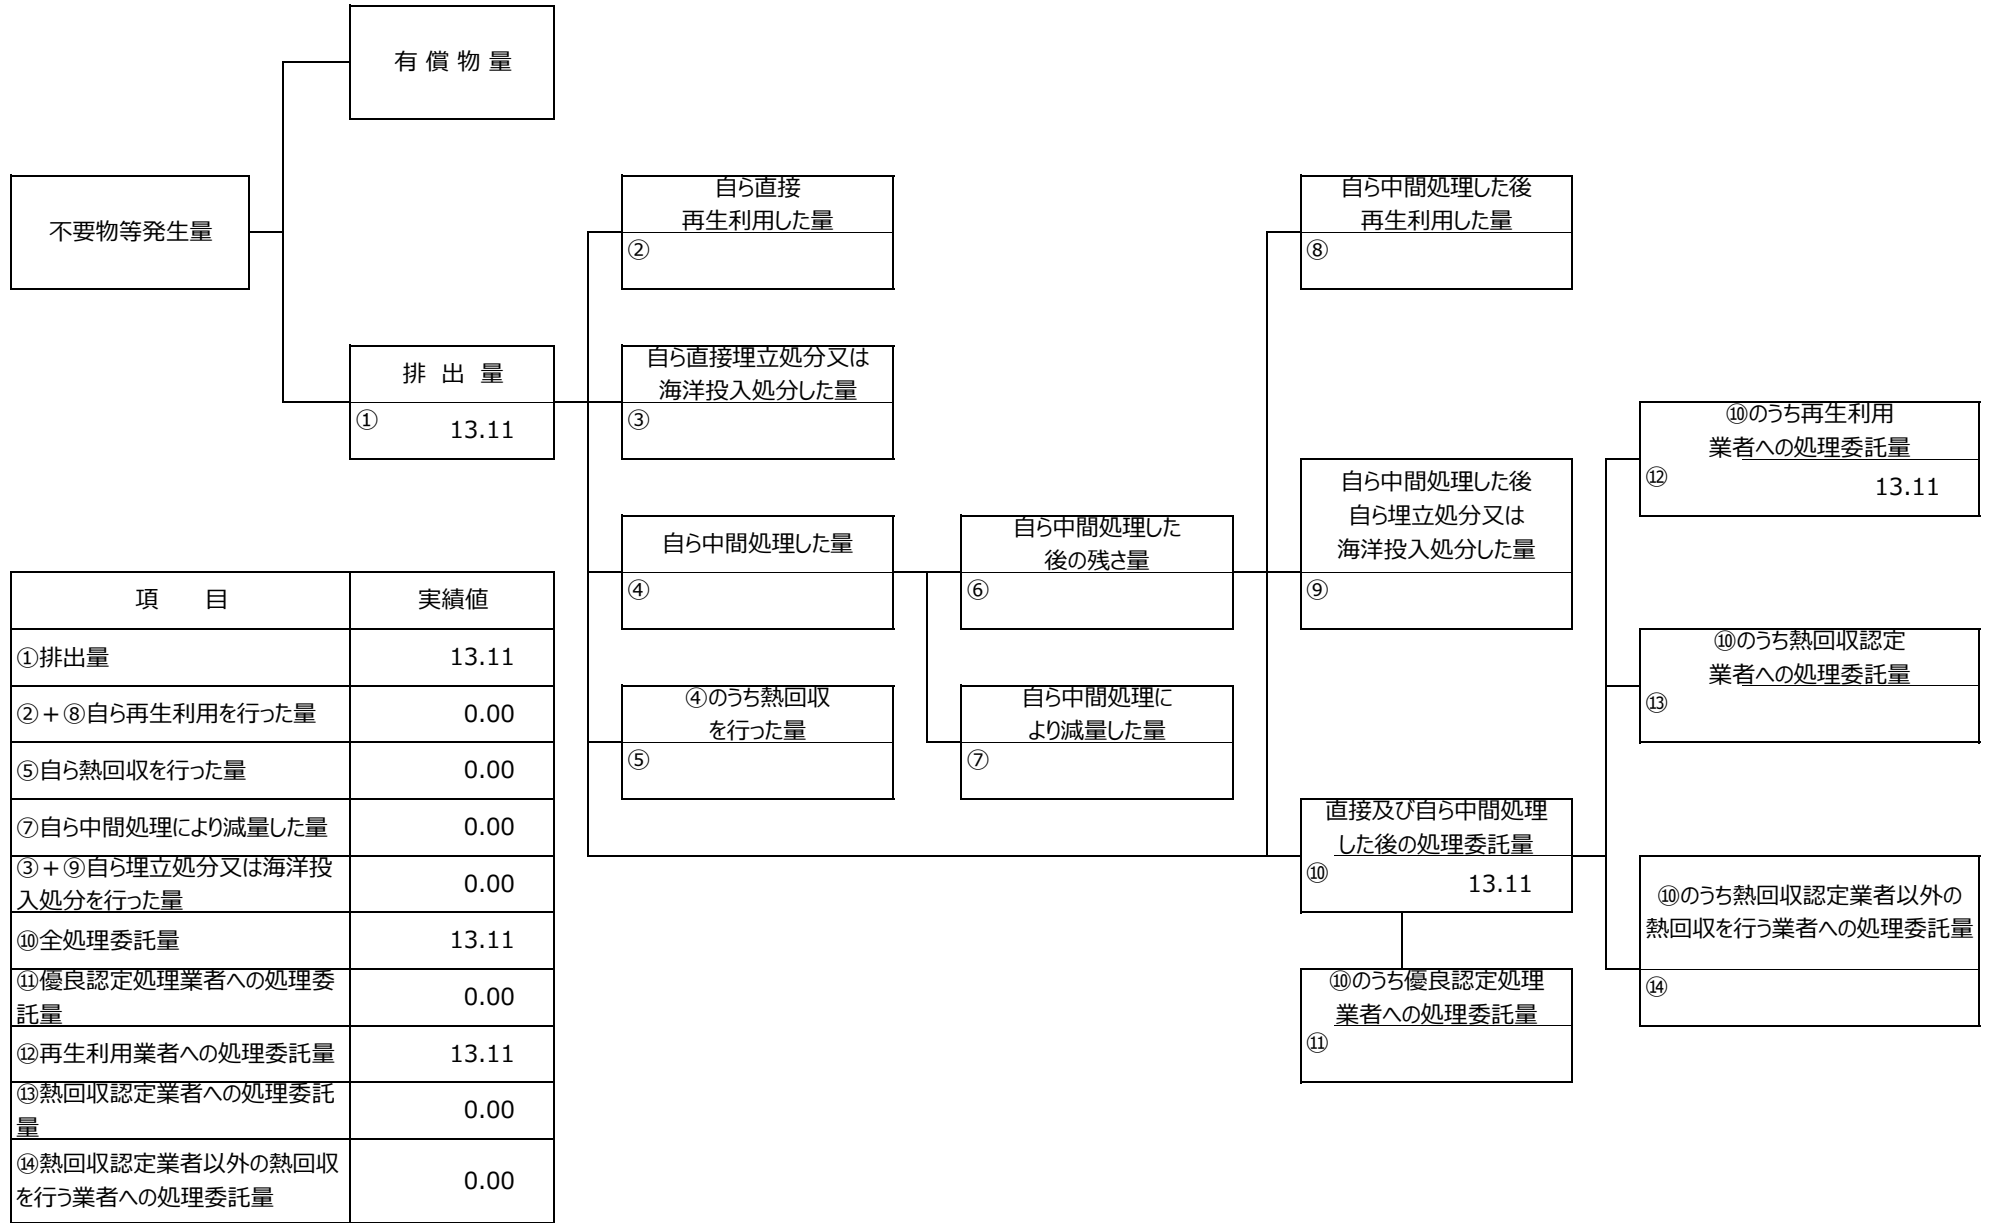 有 償 物 量
不要物等発生量
自ら直接
再生利用した量
②
自ら中間処理した後
再生利用した量
⑧
排 出 量
① 13.11
自ら直接埋立処分又は
海洋投入処分した量
③
⑩のうち再生利用
業者への処理委託量
⑫ 13.11
自ら中間処理した量
④
自ら中間処理した
後の残さ量
⑥
自ら中間処理した後
自ら埋立処分又は
海洋投入処分した量
⑨
⑩のうち熱回収認定
業者への処理委託量
⑬
④のうち熱回収
を行った量
⑤
自ら中間処理に
より減量した量
⑦
直接及び自ら中間処理
した後の処理委託量
⑩ 13.11
⑩のうち熱回収認定業者以外の
熱回収を行う業者への処理委託量
⑭
⑩のうち優良認定処理
業者への処理委託量
⑪
項　目 実績値
①排出量 13.11
②+⑧自ら再生利用を行った量 0.00
⑤自ら熱回収を行った量 0.00
⑦自ら中間処理により減量した量 0.00
③+⑨自ら埋立処分又は海洋投
入処分を行った量 0.00
⑩全処理委託量 13.11
⑪優良認定処理業者への処理委
託量 0.00
⑫再生利用業者への処理委託量 13.11
⑬熱回収認定業者への処理委託
量 0.00
⑭熱回収認定業者以外の熱回収
を行う業者への処理委託量 0.00